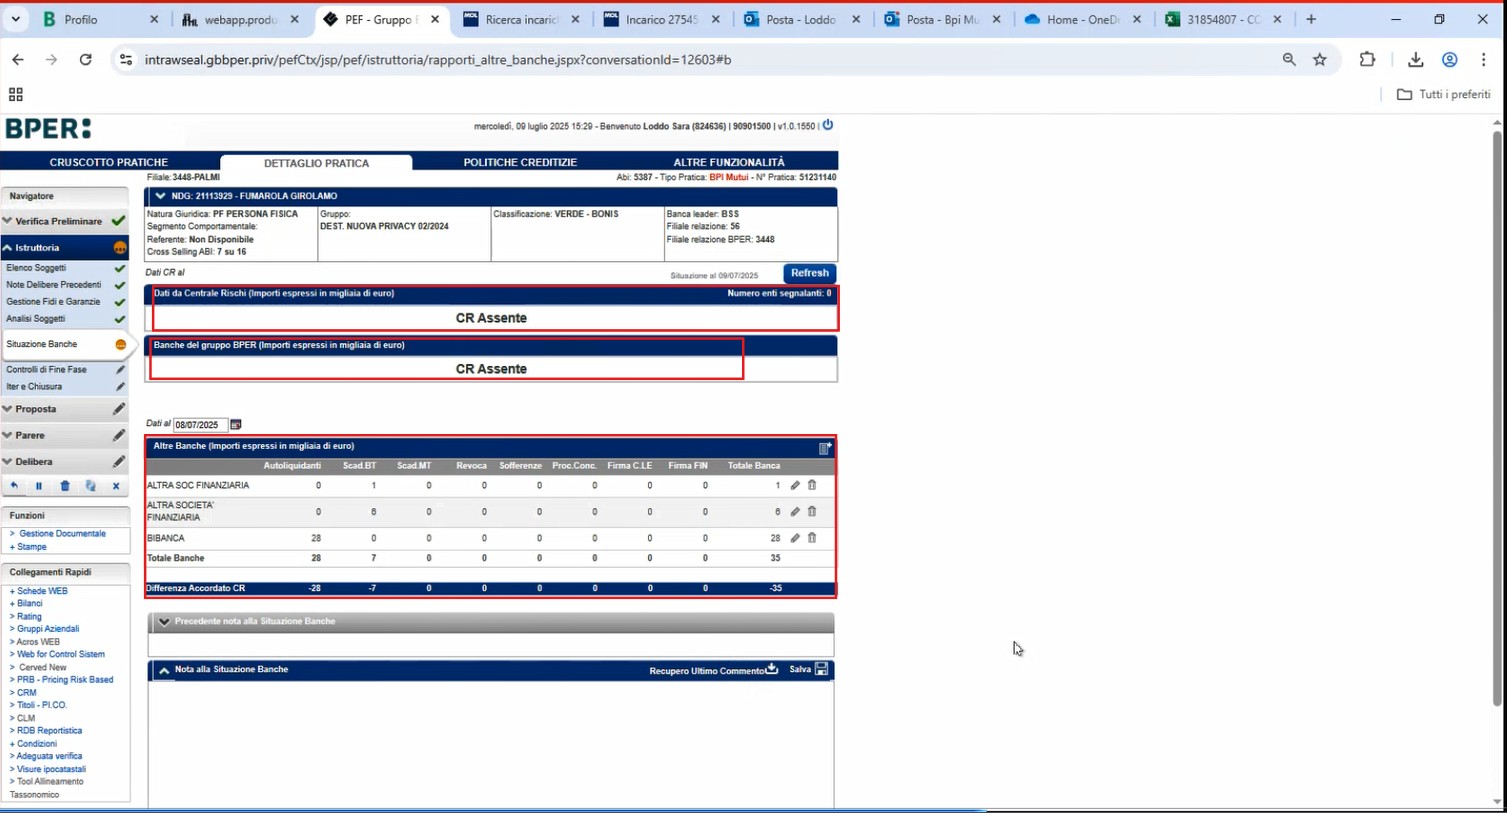 Profilo
webapp.produ
PEF - Gruppo
Ricerca incaric
Incarico 27545
Posta - Loddo
Posta - Bpi Mu
Home - OneD
31854807 - CC
intrawseal.gbbper.priv/pefCtx/jsp/pef/istruttoria/rapporti_altre_banche.jspx?conversationId=12603#b
Tutti i preferiti
BPER:
mercoledì, 09 luglio 2025 15:29 - Benvenuto Loddo Sara (824636) | 90901500 | v1.0.1550 |
CRUSCOTTO PRATICHE DETTAGLIO PRATICA POLITICHE CREDITIZIE ALTRE FUNZIONALITÀ
Filiale: 3448-PALMI Abi: 5387 - Tipo Pratica: BPI Mutui - N° Pratica: 51231140
Navigatore
Verifica Preliminare
Istruttoria
Elenco Soggetti
Note Delibere Precedenti
Gestione Fidi e Garanzie
Analisi Soggetti
Situazione Banche
Controlli di Fine Fase
Iter e Chiusura
Proposta
Parere
Delibera
Funzioni
> Gestione Documentale
+ Stampe
Collegamenti Rapidi
+ Schede WEB
+ Bilanci
> Rating
> Gruppi Aziendali
> Acros WEB
> Web for Control Sistem
> Cerved New
> PRB - Pricing Risk Based
> CRM
> Titoli - PI.CO.
> CLM
> RDB Reportistica
+ Condizioni
> Adeguata verifica
> Visure ipocatastali
> Tool Allineamento
Tassonomico
NDG: 21113929 - FUMAROLA GIROLAMO
Natura Giuridica: PF PERSONA FISICA
Segmento Comportamentale:
Referente: Non Disponibile
Cross Selling ABI: 7 su 16
Gruppo:
DEST. NUOVA PRIVACY 02/2024
Classificazione: VERDE - BONIS
Banca leader: BSS
Filiale relazione: 56
Filiale relazione BPER: 3448
Dati CR al Situazione al 09/07/2025 Refresh
Dati da Centrale Rischi (Importi espressi in migliaia di euro) Numero enti segnalanti: 0
CR Assente
Banche del gruppo BPER (Importi espressi in migliaia di euro)
CR Assente
Dati al 08/07/2025
Altre Banche (Importi espressi in migliaia di euro)
Autoliquidanti Scad.BT Scad.MT Revoca Sofferenze Proc.Conc. Firma C.LE Firma FIN Totale Banca
ALTRA SOC FINANZIARIA 0 1 0 0 0 0 0 0 1
ALTRA SOCIETA'
FINANZIARIA 0 6 0 0 0 0 0 0 6
BIBANCA 28 0 0 0 0 0 0 0 28
Totale Banche 28 7 0 0 0 0 0 0 35
Differenza Accordato CR -28 -7 0 0 0 0 0 0 -35
Precedente nota alla Situazione Banche
Nota alla Situazione Banche Recupero Ultimo Commento Salva